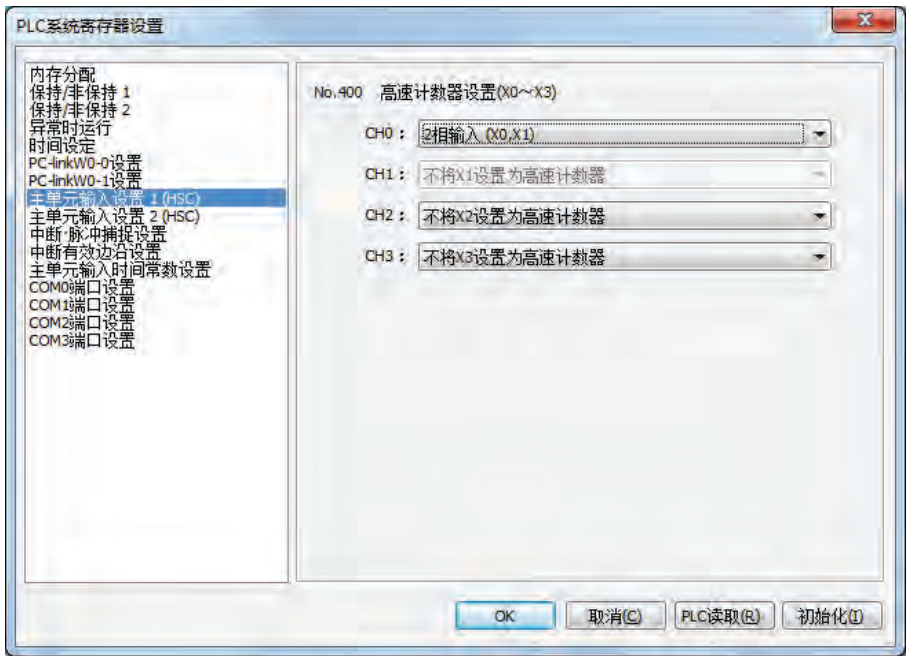 PLC系统寄存器设置
内存分配
保持/非保持 1
保持/非保持 2
异常时运行
时间设定
PC-linkW0-0设置
PC-linkW0-1设置
主单元输入设置 1 (HSC)
主单元输入设置 2 (HSC)
中断·脉冲捕捉设置
中断有效边沿设置
主单元输入时间常数设置
COM0端口设置
COM1端口设置
COM2端口设置
COM3端口设置
No.400 高速计数器设置(X0～X3)
CH0： 2相输入 (X0,X1)
CH1： 不将X1设置为高速计数器
CH2： 不将X2设置为高速计数器
CH3： 不将X3设置为高速计数器
OK 取消(C) PLC读取(R) 初始化(I)